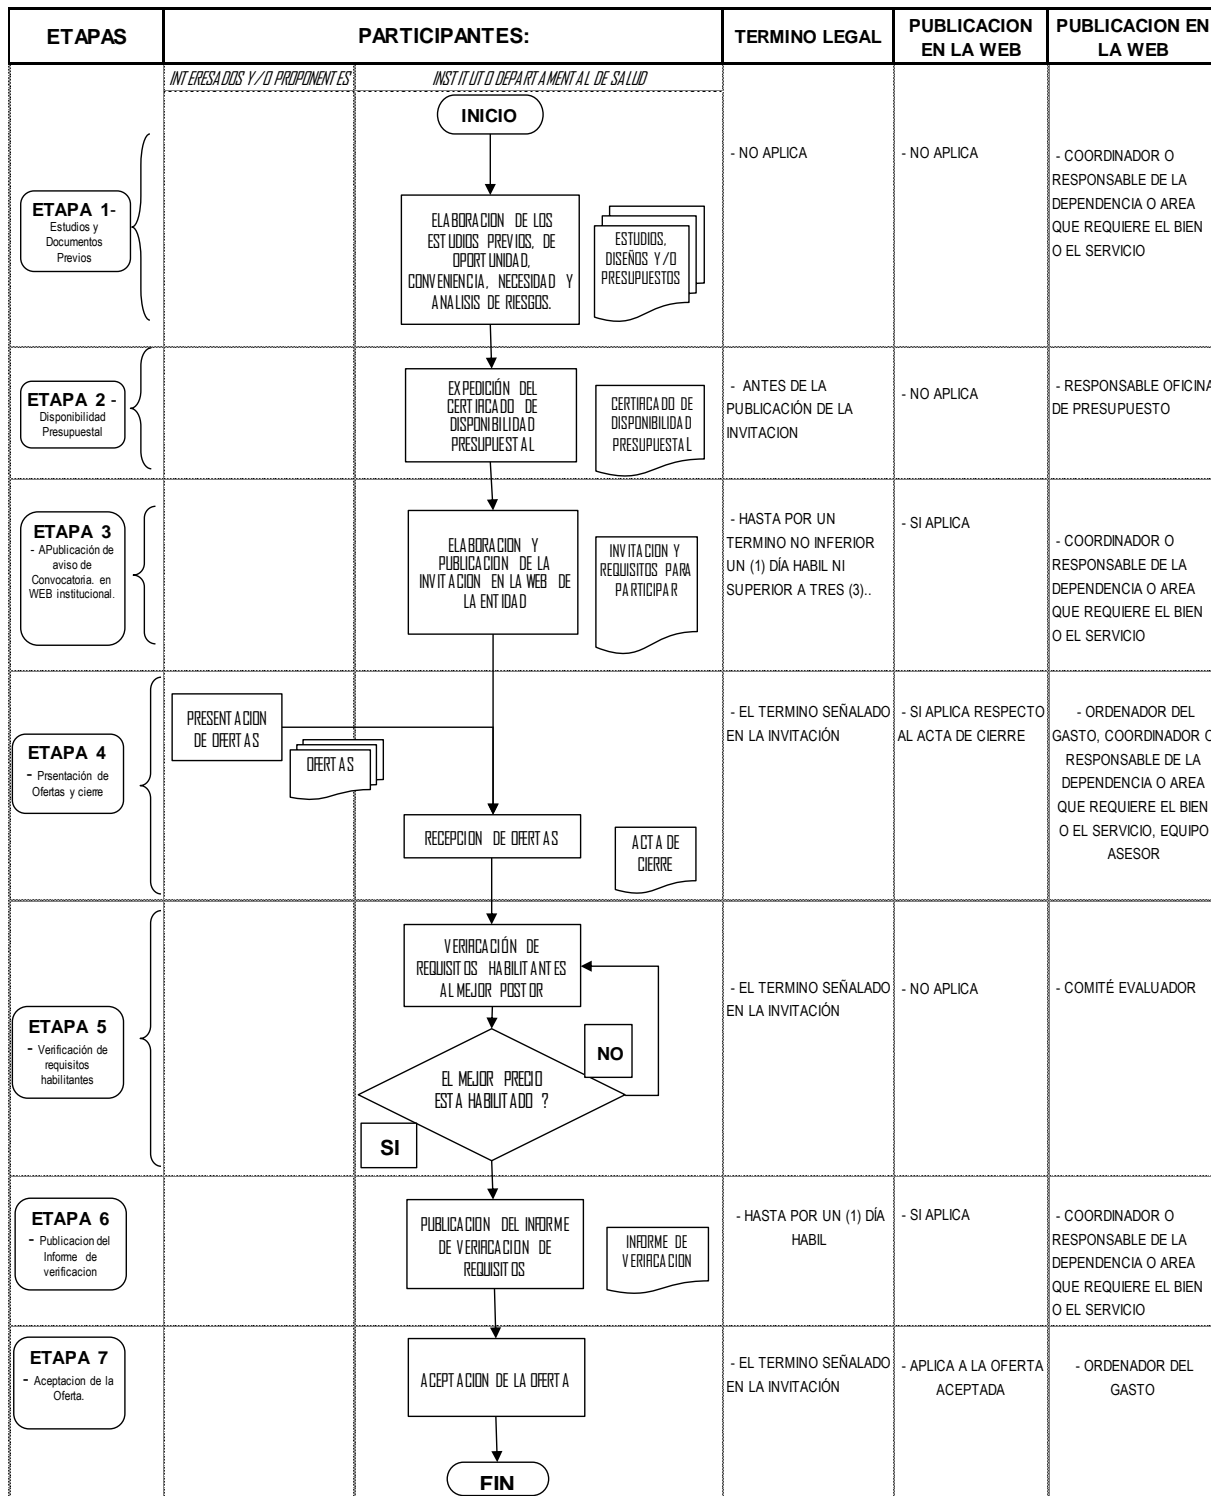 ETAPAS
PARTICIPANTES:
TERMINO LEGAL
PUBLICACION
EN LA WEB
PUBLICACION EN
LA WEB
INTERESADOS Y/O PROPONENTES
INSTITUTO DEPARTAMENTAL DE SALUD
INICIO
ETAPA 1-
Estudios y
Documentos
Previos
ELABORACION DE LOS
ESTUDIOS PREVIOS, DE
OPORTUNIDAD,
CONVENIENCIA, NECESIDAD Y
ANALISIS DE RIESGOS.
ESTUDIOS,
DISEÑOS Y/O
PRESUPUESTOS
- NO APLICA
- NO APLICA
- COORDINADOR O
RESPONSABLE DE LA
DEPENDENCIA O AREA
QUE REQUIERE EL BIEN
O EL SERVICIO
ETAPA 2 -
Disponibilidad
Presupuestal
EXPEDICIÓN DEL
CERTIFICADO DE
DISPONIBILIDAD
PRESUPUESTAL
CERTIFICADO DE
DISPONIBILIDAD
PRESUPUESTAL
- ANTES DE LA
PUBLICACIÓN DE LA
INVITACION
- NO APLICA
- RESPONSABLE OFICINA
DE PRESUPUESTO
ETAPA 3
- APublicación de
aviso de
Convocatoria. en
WEB institucional.
ELABORACION Y
PUBLICACION DE LA
INVITACION EN LA WEB DE
LA ENTIDAD
INVITACION Y
REQUISITOS PARA
PARTICIPAR
- HASTA POR UN
TERMINO NO INFERIOR
UN (1) DÍA HABIL NI
SUPERIOR A TRES (3)..
- SI APLICA
- COORDINADOR O
RESPONSABLE DE LA
DEPENDENCIA O AREA
QUE REQUIERE EL BIEN
O EL SERVICIO
ETAPA 4
- Prsentación de
Ofertas y cierre
PRESENTACION
DE OFERTAS
OFERTAS
RECEPCION DE OFERTAS
ACTA DE
CIERRE
- EL TERMINO SEÑALADO
EN LA INVITACIÓN
- SI APLICA RESPECTO
AL ACTA DE CIERRE
- ORDENADOR DEL
GASTO, COORDINADOR O
RESPONSABLE DE LA
DEPENDENCIA O AREA
QUE REQUIERE EL BIEN
O EL SERVICIO, EQUIPO
ASESOR
ETAPA 5
- Verificación de
requisitos
habilitantes
VERIFICACIÓN DE
REQUISITOS HABILITANTES
AL MEJOR POSTOR
EL MEJOR PRECIO
ESTA HABILITADO ?
NO
SI
- EL TERMINO SEÑALADO
EN LA INVITACIÓN
- NO APLICA
- COMITÉ EVALUADOR
ETAPA 6
- Publicacion del
Informe de
verificacion
PUBLICACION DEL INFORME
DE VERIFICACION DE
REQUISITOS
INFORME DE
VERIFICACION
- HASTA POR UN (1) DÍA
HABIL
- SI APLICA
- COORDINADOR O
RESPONSABLE DE LA
DEPENDENCIA O AREA
QUE REQUIERE EL BIEN
O EL SERVICIO
ETAPA 7
- Aceptacion de la
Oferta.
ACEPTACION DE LA OFERTA
- EL TERMINO SEÑALADO
EN LA INVITACIÓN
- APLICA A LA OFERTA
ACEPTADA
- ORDENADOR DEL
GASTO
FIN